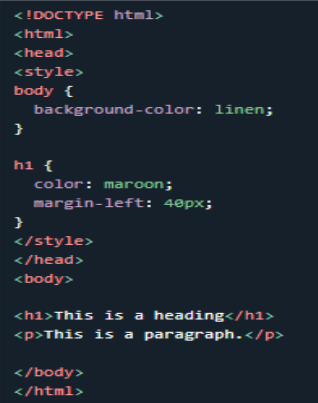 <!DOCTYPE html>
<html>
<head>
<style>
body {
  background-color: linen;
}

h1 {
  color: maroon;
  margin-left: 40px;
}
</style>
</head>
<body>

<h1>This is a heading</h1>
<p>This is a paragraph.</p>

</body>
</html>